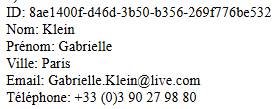 ID: 8ae1400f-d46d-3b50-b356-269f776be532
Nom: Klein
Prénom: Gabrielle
Ville: Paris
Email: Gabrielle.Klein@live.com
Téléphone: +33 (0)3 90 27 98 80